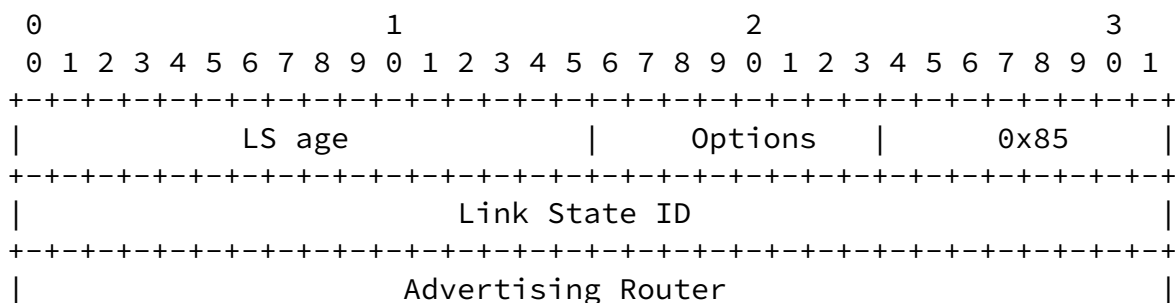 0                   1                   2                   3
 0 1 2 3 4 5 6 7 8 9 0 1 2 3 4 5 6 7 8 9 0 1 2 3 4 5 6 7 8 9 0 1
+-+-+-+-+-+-+-+-+-+-+-+-+-+-+-+-+-+-+-+-+-+-+-+-+-+-+-+-+-+-+-+-+
|            LS age             |     Options   |      0x85     |
+-+-+-+-+-+-+-+-+-+-+-+-+-+-+-+-+-+-+-+-+-+-+-+-+-+-+-+-+-+-+-+-+
|                        Link State ID                          |
+-+-+-+-+-+-+-+-+-+-+-+-+-+-+-+-+-+-+-+-+-+-+-+-+-+-+-+-+-+-+-+-+
|                     Advertising Router                        |